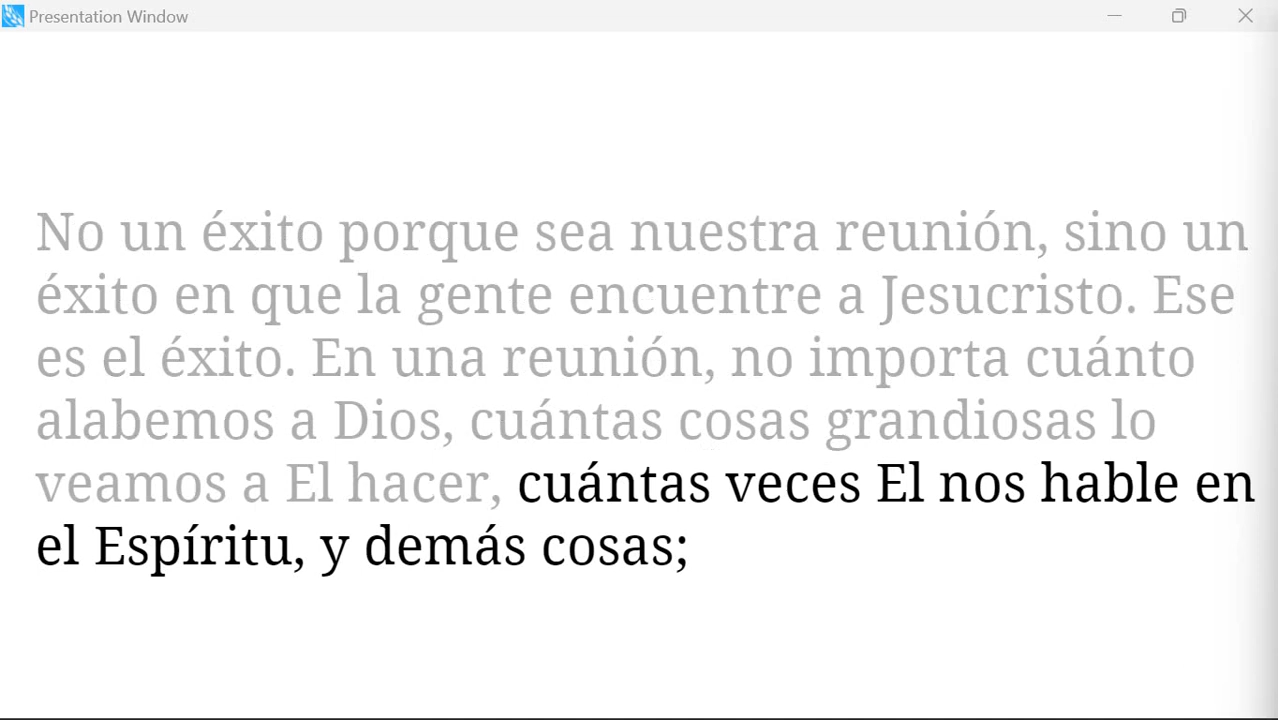 Presentation Window
No un éxito porque sea nuestra reunión, sino un
éxito en que la gente encuentre a Jesucristo. Ese
es el éxito. En una reunión, no importa cuánto
alabemos a Dios, cuántas cosas grandiosas lo
veamos a El hacer, cuántas veces El nos hable en
el Espíritu, y demás cosas;